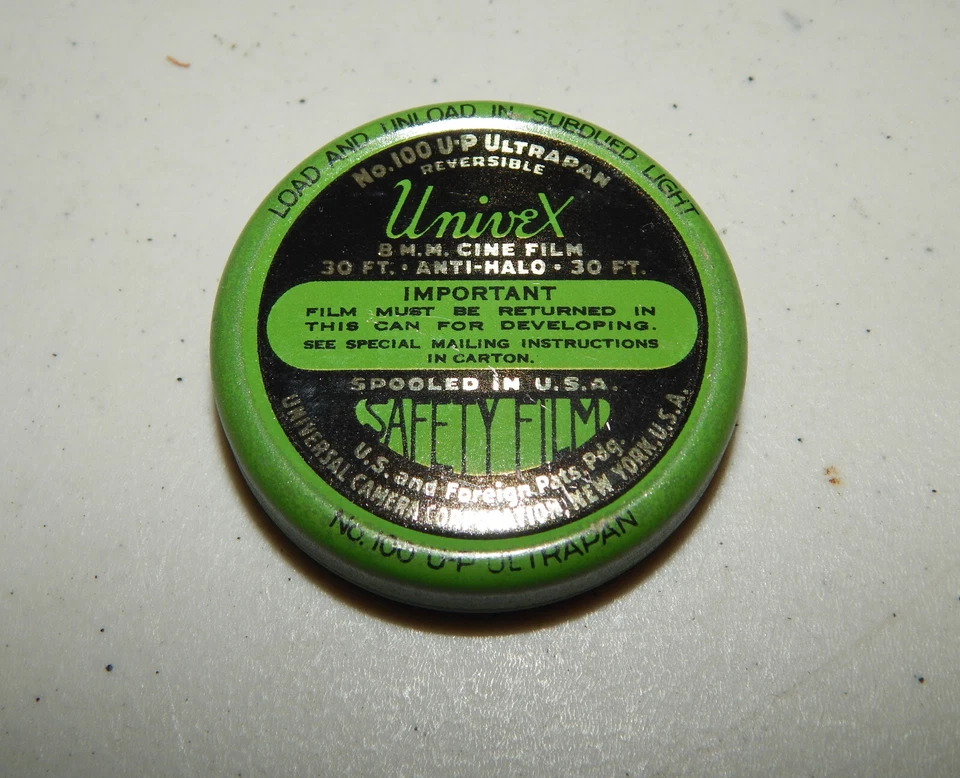 LOAD AND UNLOAD IN SUBDUED LIGHT
No.100 U-P ULTRAPAN
REVERSIBLE
UniveX
8 M.M. CINE FILM
30 FT. • ANTI-HALO • 30 FT.
IMPORTANT
FILM MUST BE RETURNED IN
THIS CAN FOR DEVELOPING.
SEE SPECIAL MAILING INSTRUCTIONS
IN CARTON.
SPOOLED IN U.S.A.
SAFETY FILM
U.S. and Foreign Pats. Pdg.
UNIVERSAL CAMERA CORPORATION, NEW YORK, U.S.A.
No. 100 U-P ULTRAPAN